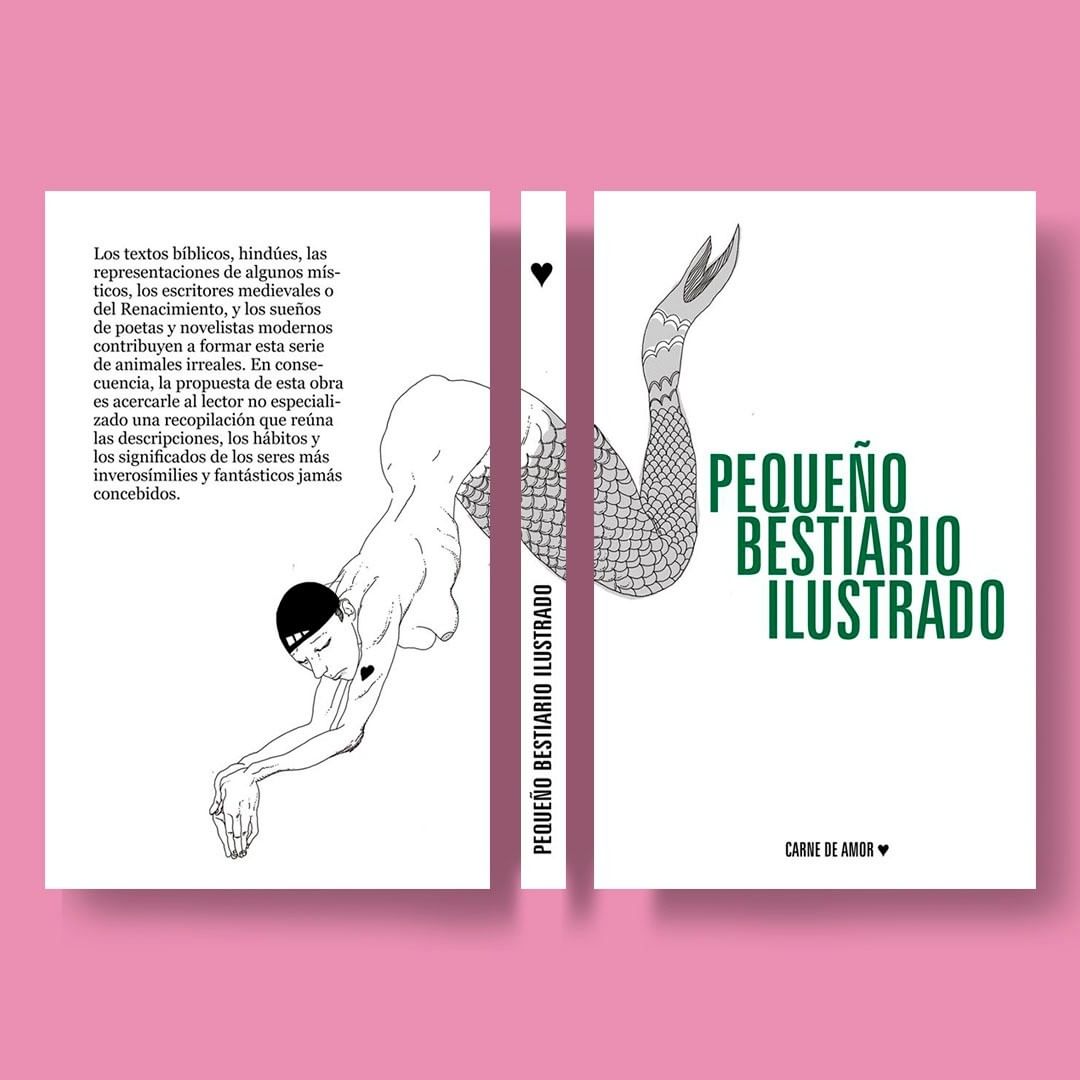 Los textos bíblicos, hindúes, las
representaciones de algunos mís-
ticos, los escritores medievales o
del Renacimiento, y los sueños
de poetas y novelistas modernos
contribuyen a formar esta serie
de animales irreales. En conse-
cuencia, la propuesta de esta obra
es acercarle al lector no especiali-
zado una recopilación que reúna
las descripciones, los hábitos y
los significados de los seres más
inverosímilies y fantásticos jamás
concebidos.
♥
PEQUEÑO BESTIARIO ILUSTRADO
PEQUEÑO
BESTIARIO
ILUSTRADO
CARNE DE AMOR ♥